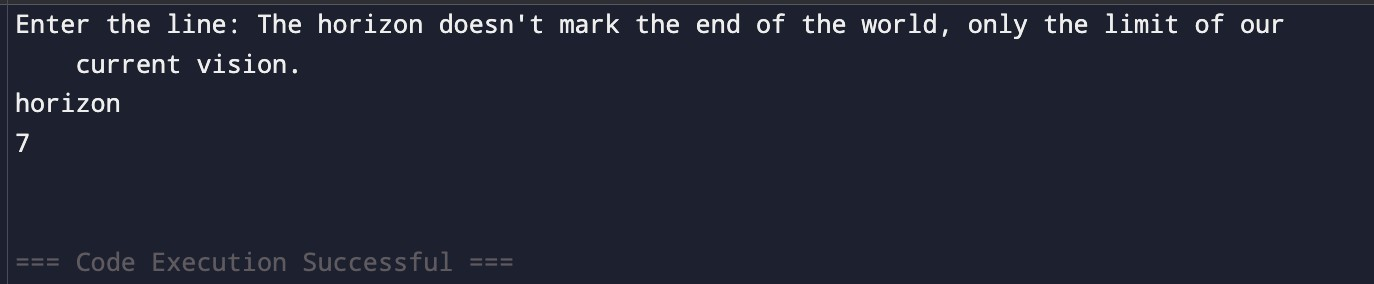 Enter the line: The horizon doesn't mark the end of the world, only the limit of our
current vision.
horizon
7
=== Code Execution Successful ===